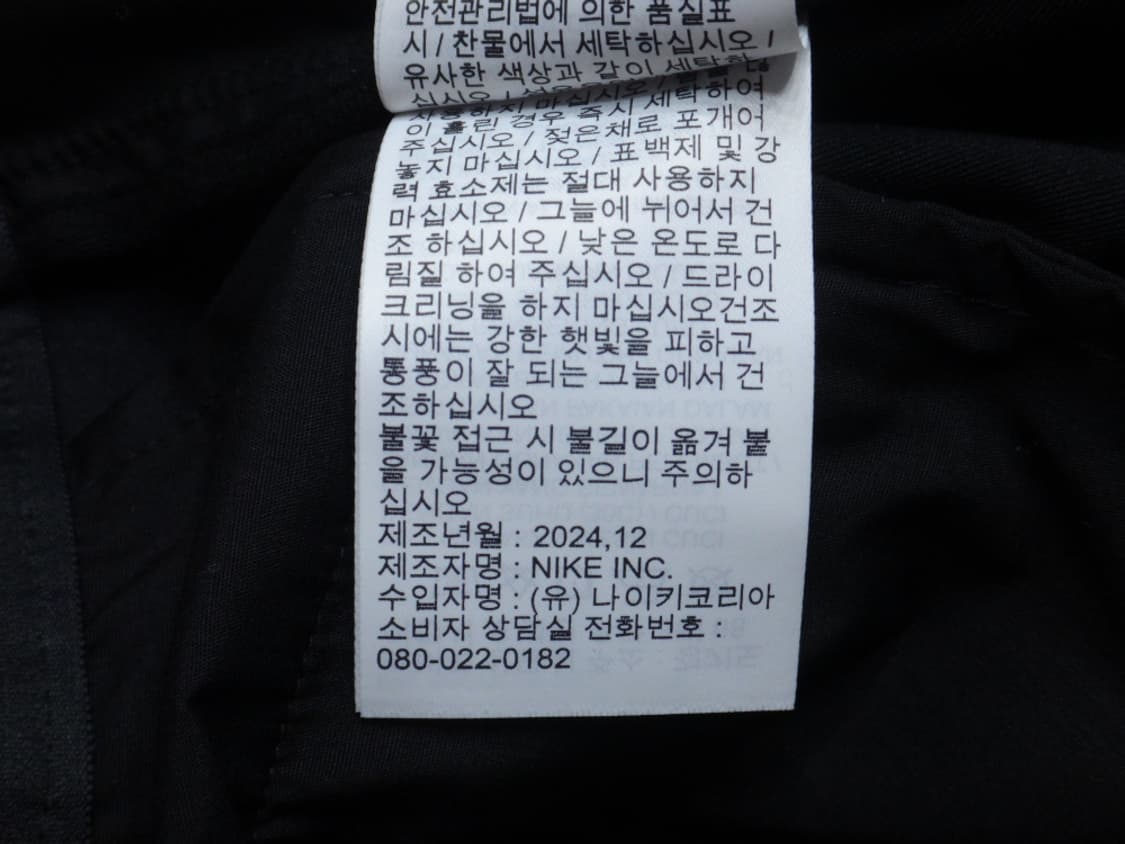 안전관리법에 의한 품질표
시 / 찬물에서 세탁하십시오 /
유사한 색상과 같이 세탁하십
이 흘린 경우 즉시 세탁하여
주십시오 / 젖은채로 포개어
놓지 마십시오 / 표백제 및 강
력 효소제는 절대 사용하지
마십시오 / 그늘에 뉘어서 건
조 하십시오 / 낮은 온도로 다
림질 하여 주십시오 / 드라이
크리닝을 하지 마십시오건조
시에는 강한 햇빛을 피하고
통풍이 잘 되는 그늘에서 건
조하십시오
불꽃 접근 시 불길이 옮겨 붙
을 가능성이 있으니 주의하
십시오
제조년월 : 2024,12
제조자명 : NIKE INC.
수입자명 : (유) 나이키코리아
소비자 상담실 전화번호 :
080-022-0182